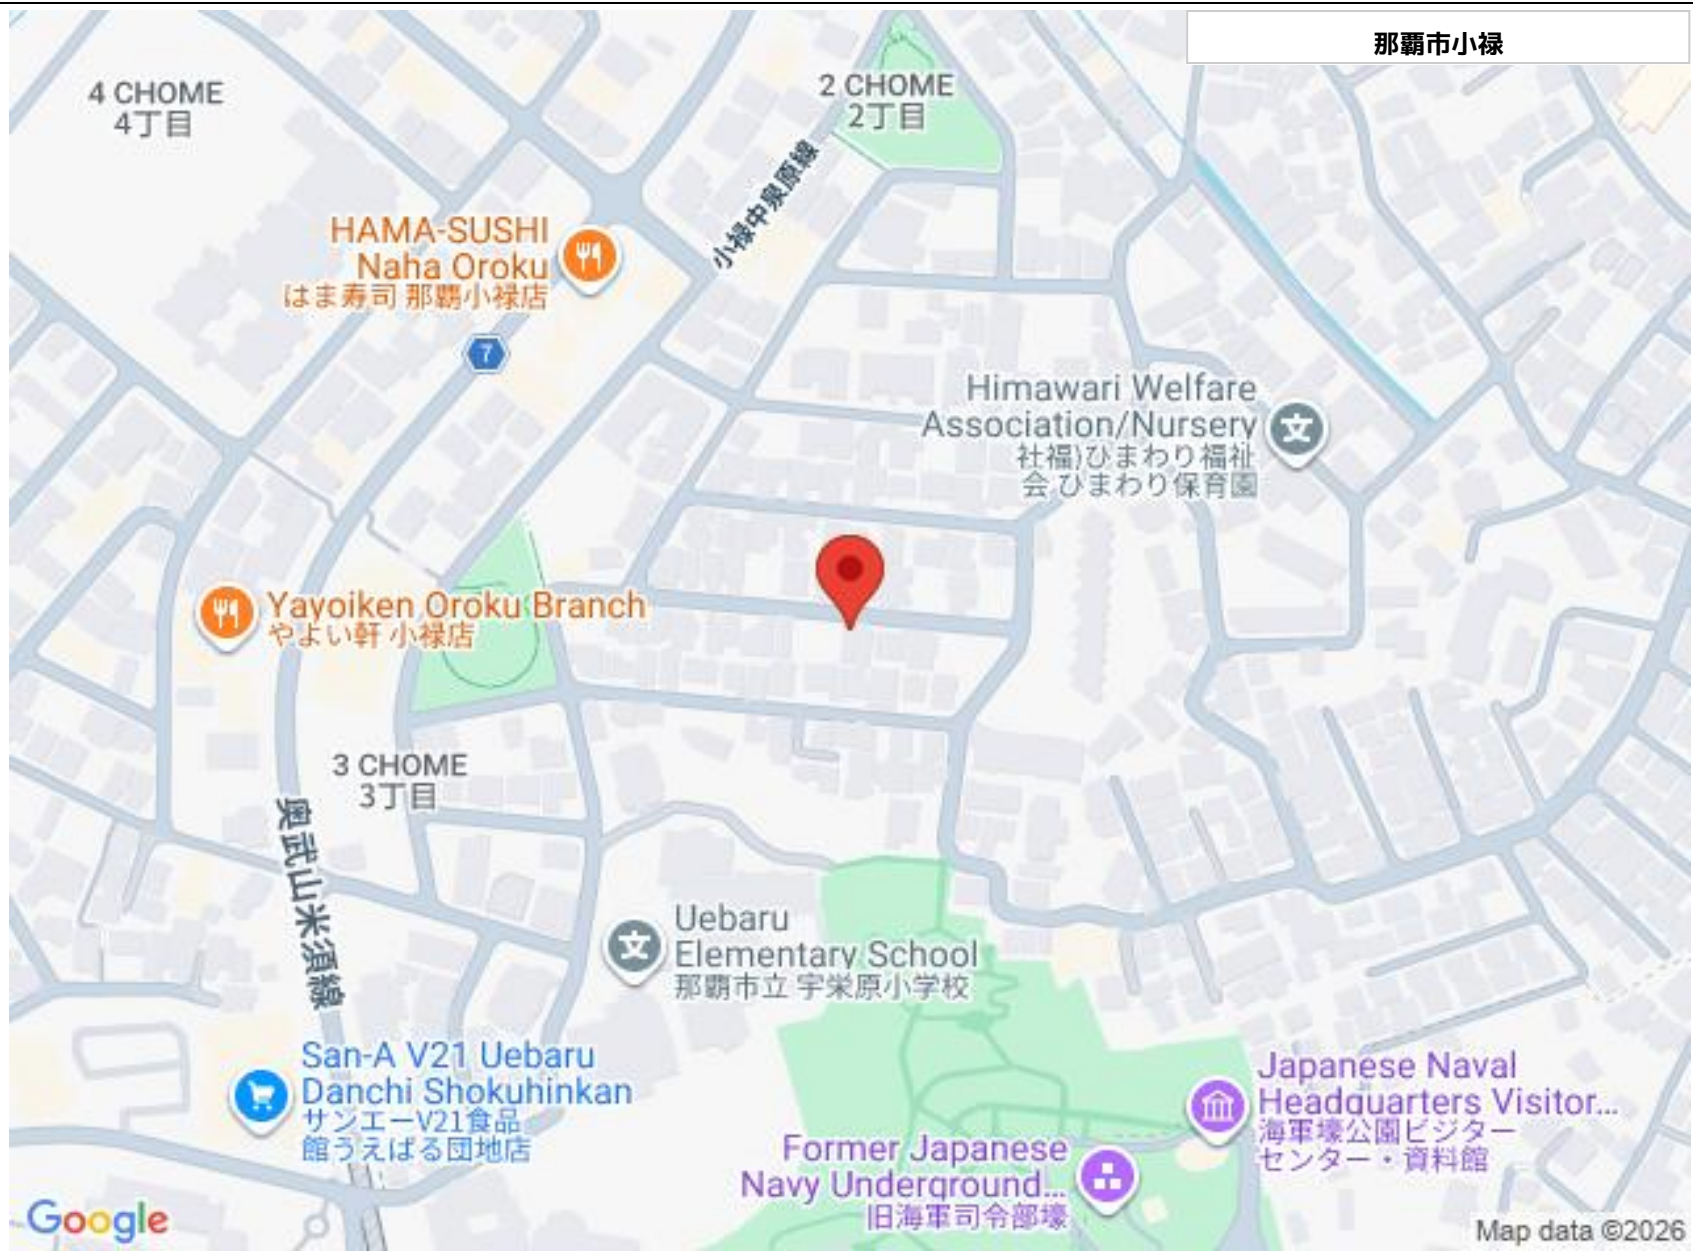 那覇市小禄
4 CHOME
4丁目
2 CHOME
2丁目
小禄中泉原線
HAMA-SUSHI
Naha Oroku
はま寿司 那覇小禄店
7
Himawari Welfare
Association/Nursery
社福)ひまわり福祉
会 ひまわり保育園
Yayoiken Oroku Branch
やよい軒 小禄店
3 CHOME
3丁目
奥武山米須線
Uebaru
Elementary School
那覇市立 宇栄原小学校
San-A V21 Uebaru
Danchi Shokuhinkan
サンエーV21食品
館うえばる団地店
Japanese Naval
Headquarters Visitor...
海軍壕公園ビジター
センター・資料館
Former Japanese
Navy Underground...
旧海軍司令部壕
Google
Map data ©2026